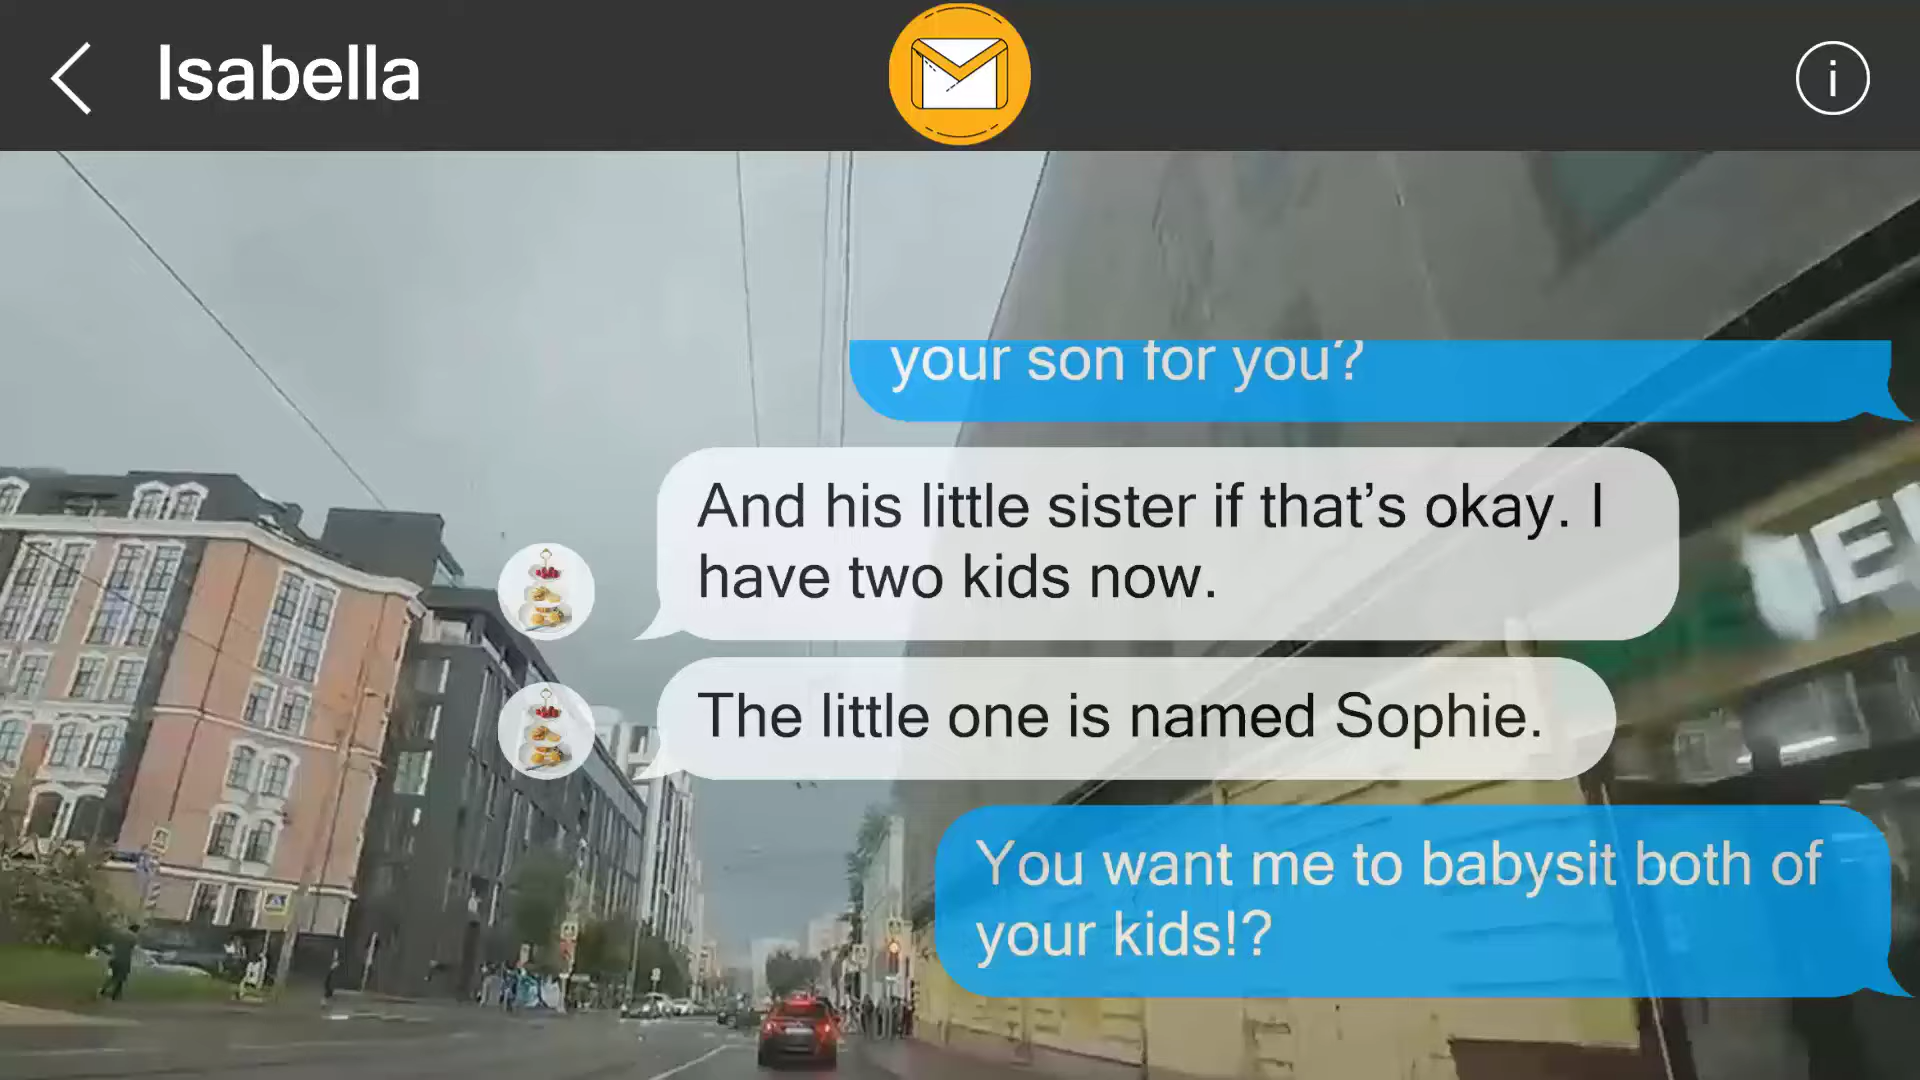 Isabella
your son for you?
And his little sister if that's okay. I
have two kids now.
The little one is named Sophie.
You want me to babysit both of
your kids!?